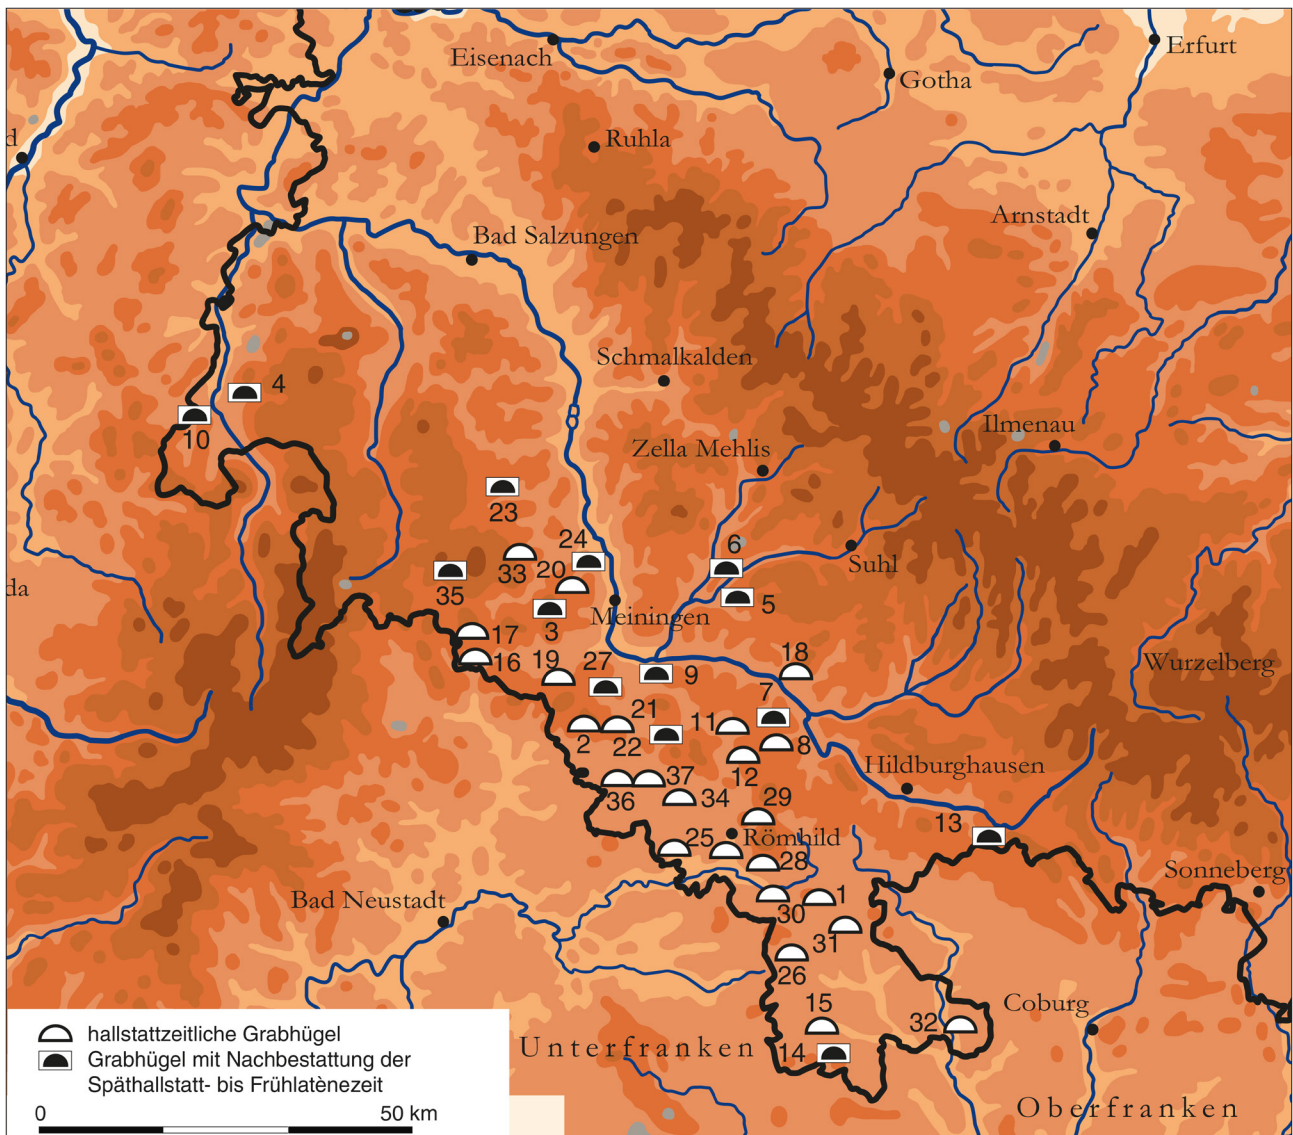 Eisenach
Erfurt
Gotha
d
Ruhla
Arnstadt
Bad Salzungen
Schmalkalden
4
10
Ilmenau
Zella Mehlis
23
24
6
33
20
Suhl
35
5
3
Meiningen
da
17
16
19
27
9
18
Wurzelberg
7
21
11
2
22
8
12
Hildburghausen
36
37
34
29
13
25
Römhild
28
Sonneberg
Bad Neustadt
30
1
31
26
15
32
Coburg
14
Unterfranken
Oberfranken
hallstattzeitliche Grabhügel
Grabhügel mit Nachbestattung der
Späthallstatt- bis Frühlatènezeit
0 50 km